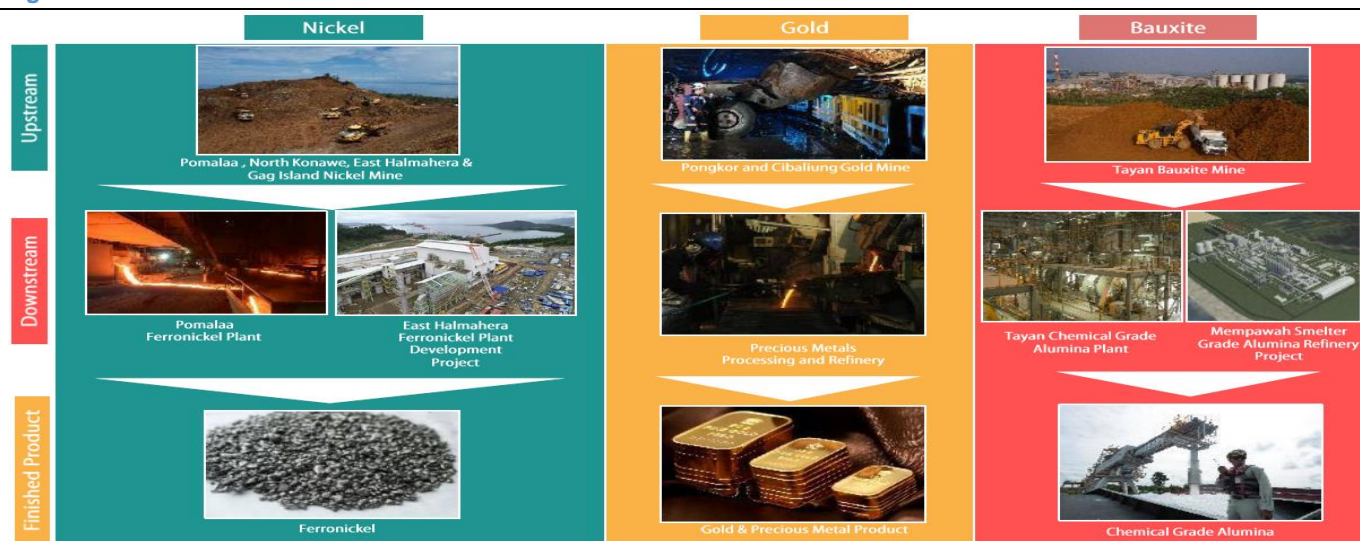 Nickel
Gold
Bauxite
Upstream
Pomalaa , North Konawe, East Halmahera &
Gag Island Nickel Mine
Pongkor and Cibaliung Gold Mine
Tayan Bauxite Mine
Downstream
Pomalaa
Ferronickel Plant
East Halmahera
Ferronickel Plant
Development
Project
Precious Metals
Processing and Refinery
Tayan Chemical Grade
Alumina Plant
Mempawah Smelter
Grade Alumina Refinery
Project
Finished Product
Ferronickel
Gold & Precious Metal Product
Chemical Grade Alumina